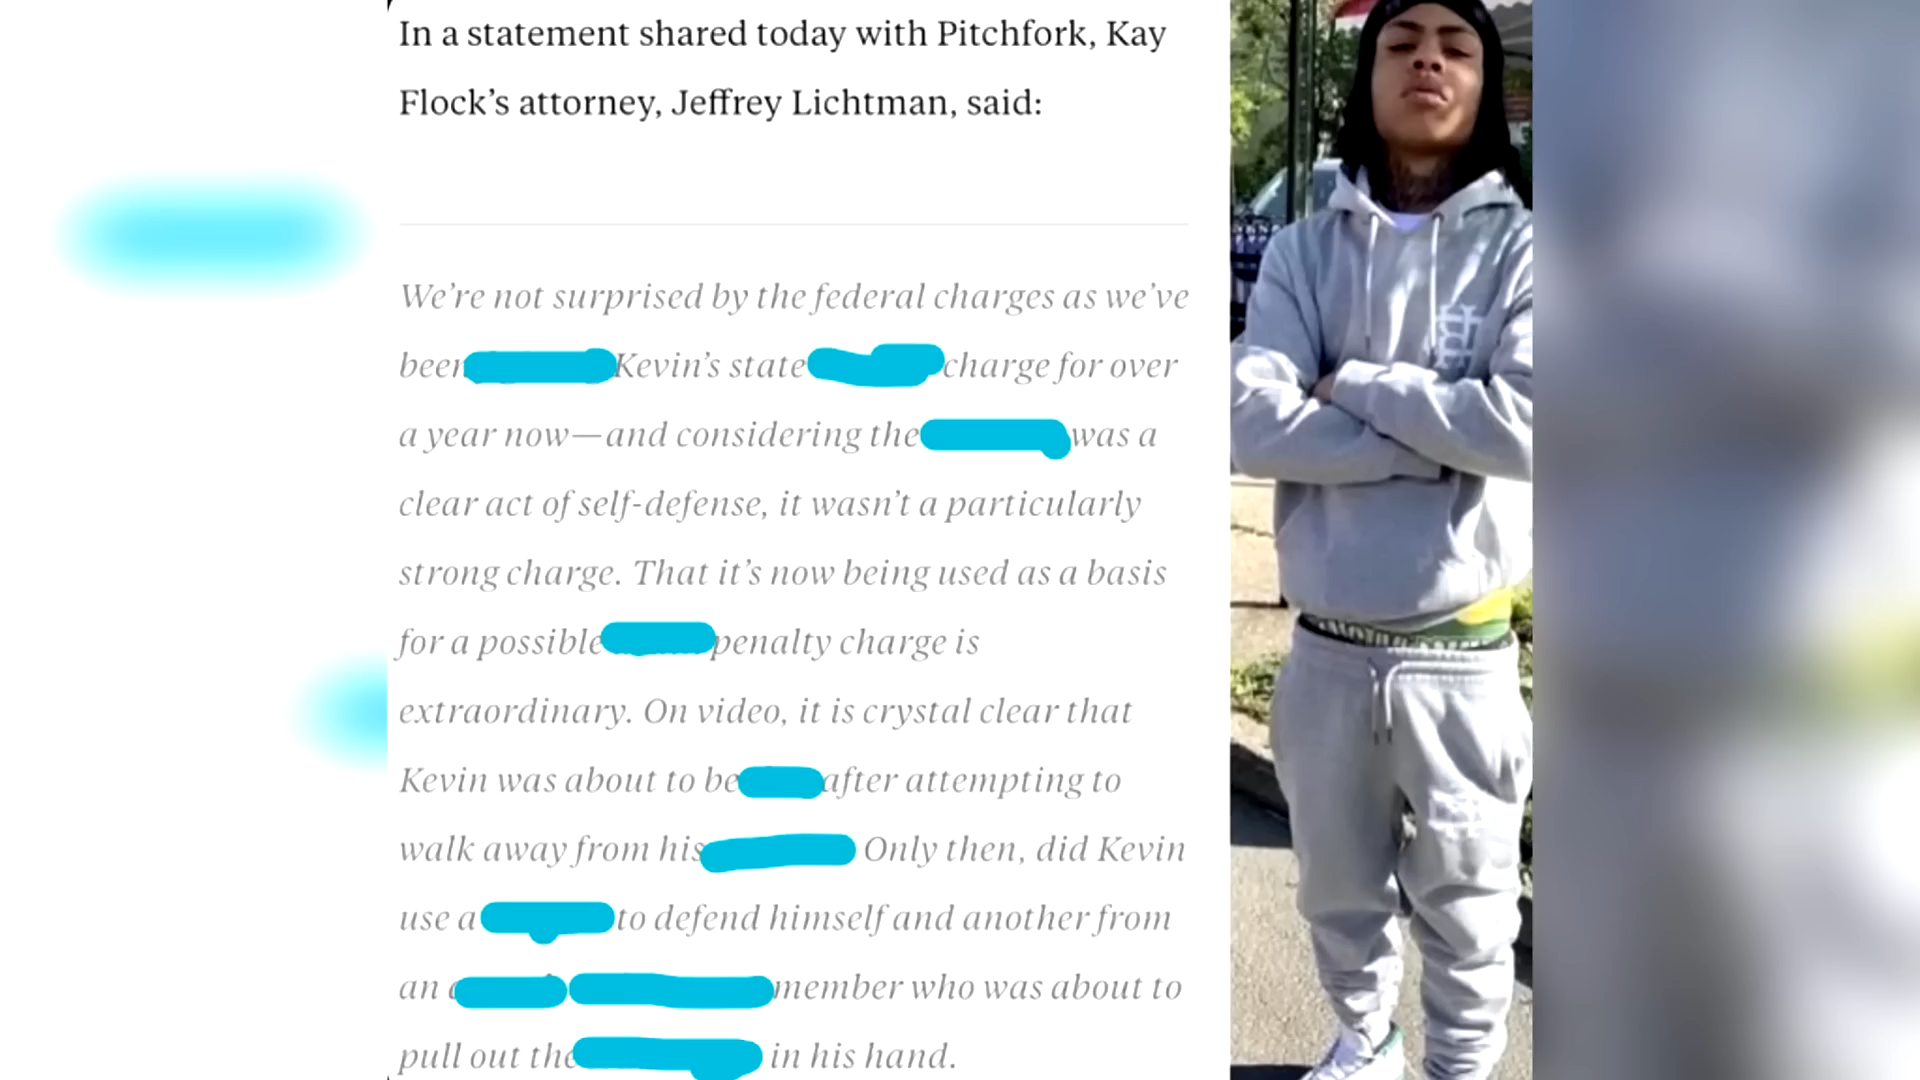 In a statement shared today with Pitchfork, Kay
Flock’s attorney, Jeffrey Lichtman, said:
We’re not surprised by the federal charges as we’ve
been Kevin’s state charge for over
a year now—and considering the was a
clear act of self-defense, it wasn’t a particularly
strong charge. That it’s now being used as a basis
for a possible penalty charge is
extraordinary. On video, it is crystal clear that
Kevin was about to be after attempting to
walk away from his Only then, did Kevin
use a to defend himself and another from
an member who was about to
pull out the in his hand.